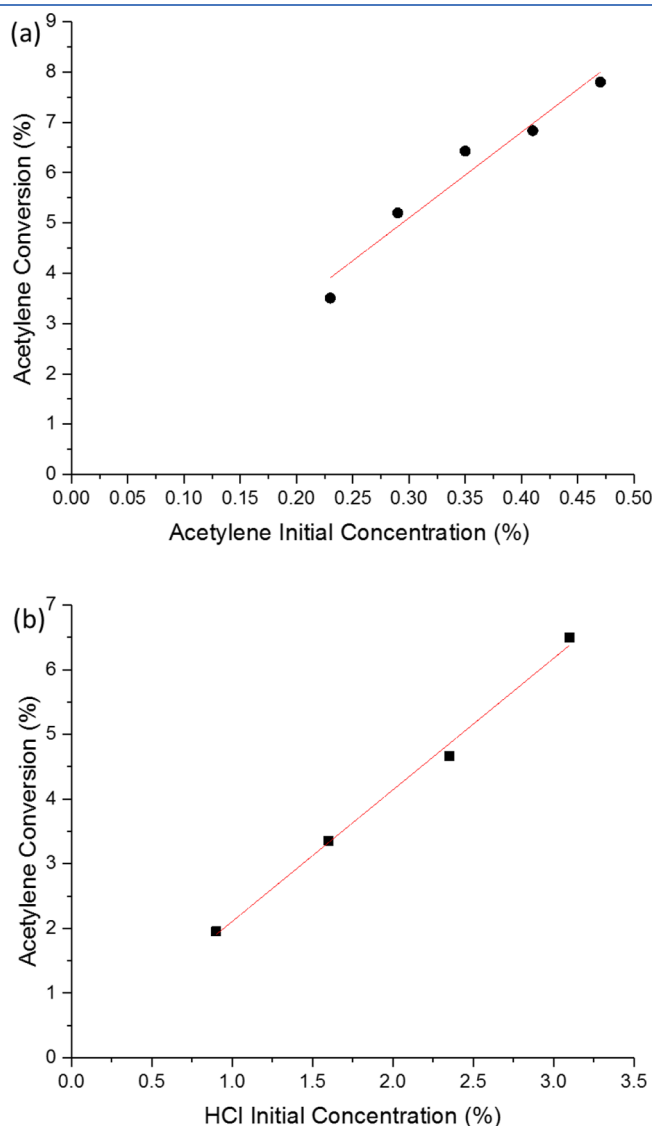 (a)
9
8
7
6
5
4
3
2
1
0
Acetylene Conversion (%)
0.00 0.05 0.10 0.15 0.20 0.25 0.30 0.35 0.40 0.45 0.50
Acetylene Initial Concentration (%)
(b)
7
6
5
4
3
2
1
0
Acetylene Conversion (%)
0.0 0.5 1.0 1.5 2.0 2.5 3.0 3.5
HCl Initial Concentration (%)